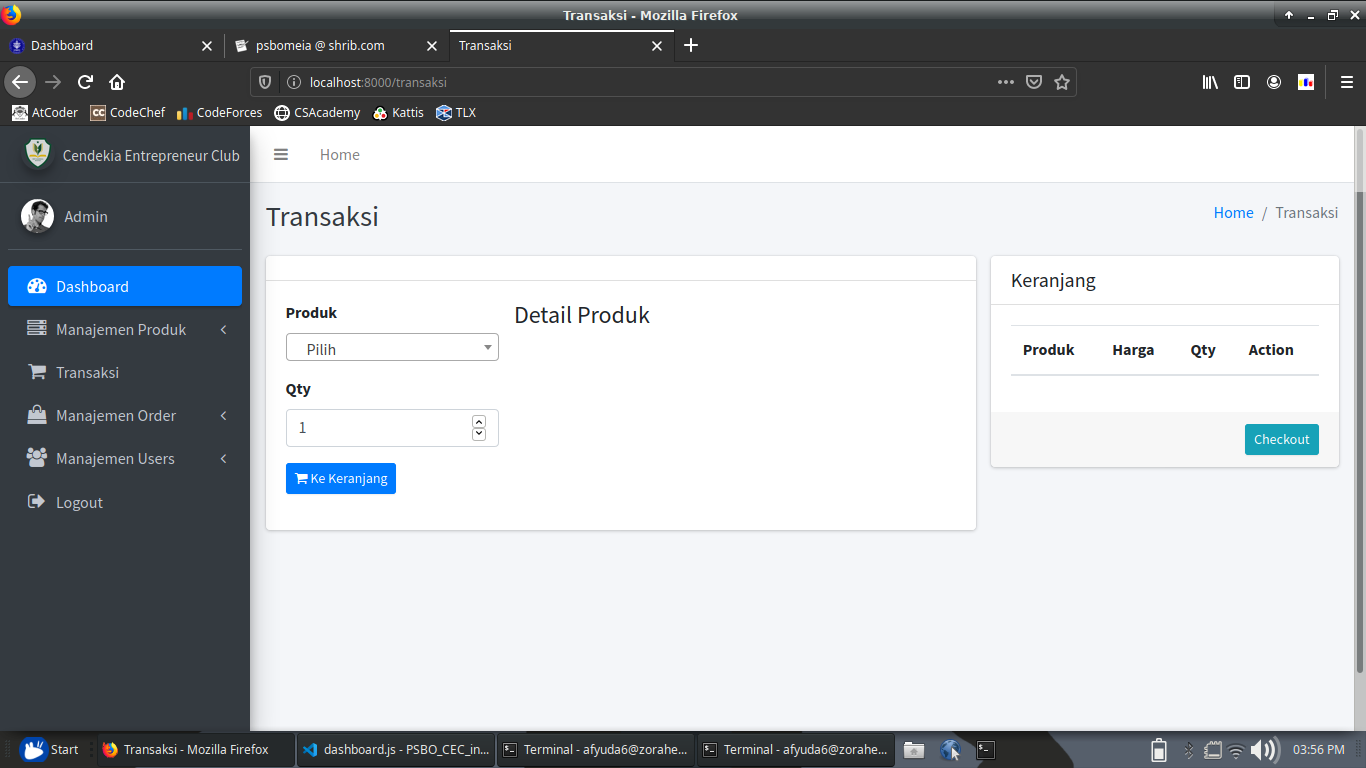 Transaksi - Mozilla Firefox
Dashboard
psbomeia @ shrib.com
Transaksi
localhost:8000/transaksi
AtCoder
CC CodeChef
CodeForces
CSAcademy
Kattis
TLX
Cendekia Entrepreneur Club
Home
Admin
Transaksi
Home / Transaksi
Dashboard
Manajemen Produk
Transaksi
Manajemen Order
Manajemen Users
Logout
Produk
Pilih
Qty
1
Ke Keranjang
Detail Produk
Keranjang
Produk Harga Qty Action
Checkout
Start
Transaksi - Mozilla Firefox
dashboard.js - PSBO_CEC_in...
Terminal - afyuda6@zorahe...
Terminal - afyuda6@zorahe...
03:56 PM